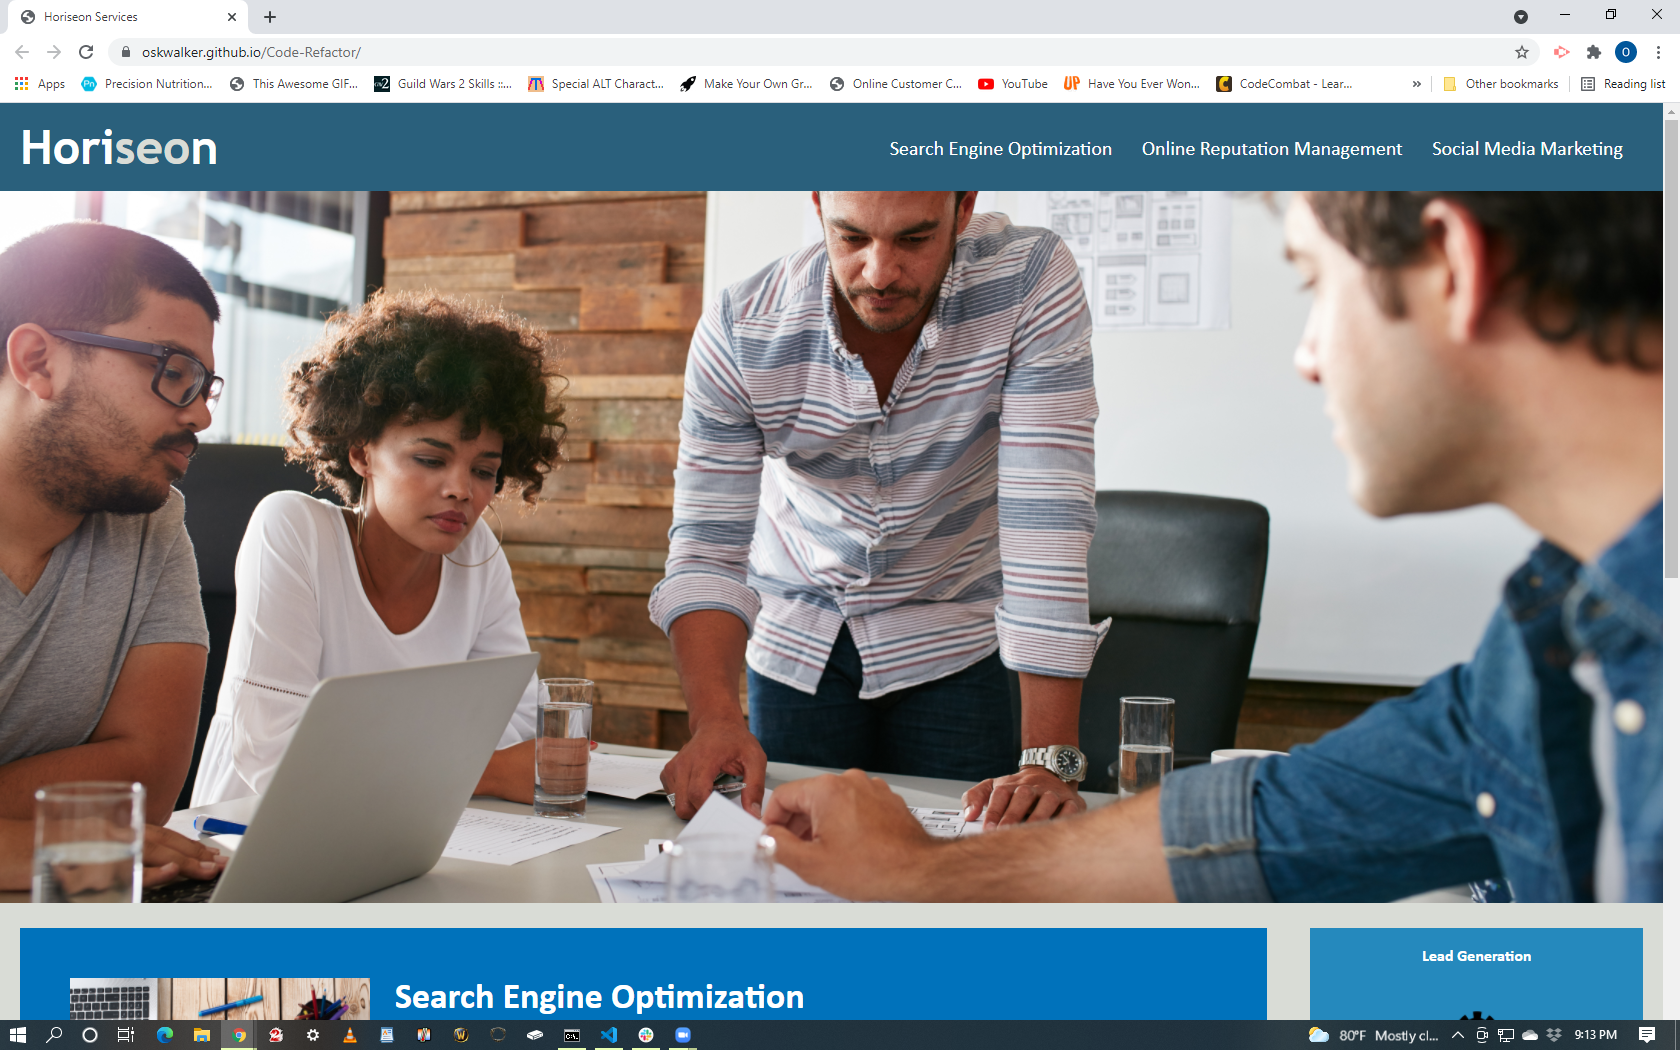 Horiseon Services
oskwalker.github.io/Code-Refactor/
O
Apps
Precision Nutrition...
This Awesome GIF...
Guild Wars 2 Skills ::...
Special ALT Charact...
Make Your Own Gr...
Online Customer C...
YouTube
UP
Have You Ever Won...
CodeCombat - Lear...
»
Other bookmarks
Reading list
Horiseon
Search Engine Optimization
Online Reputation Management
Social Media Marketing
Search Engine Optimization
Lead Generation
80°F Mostly cl...
9:13 PM